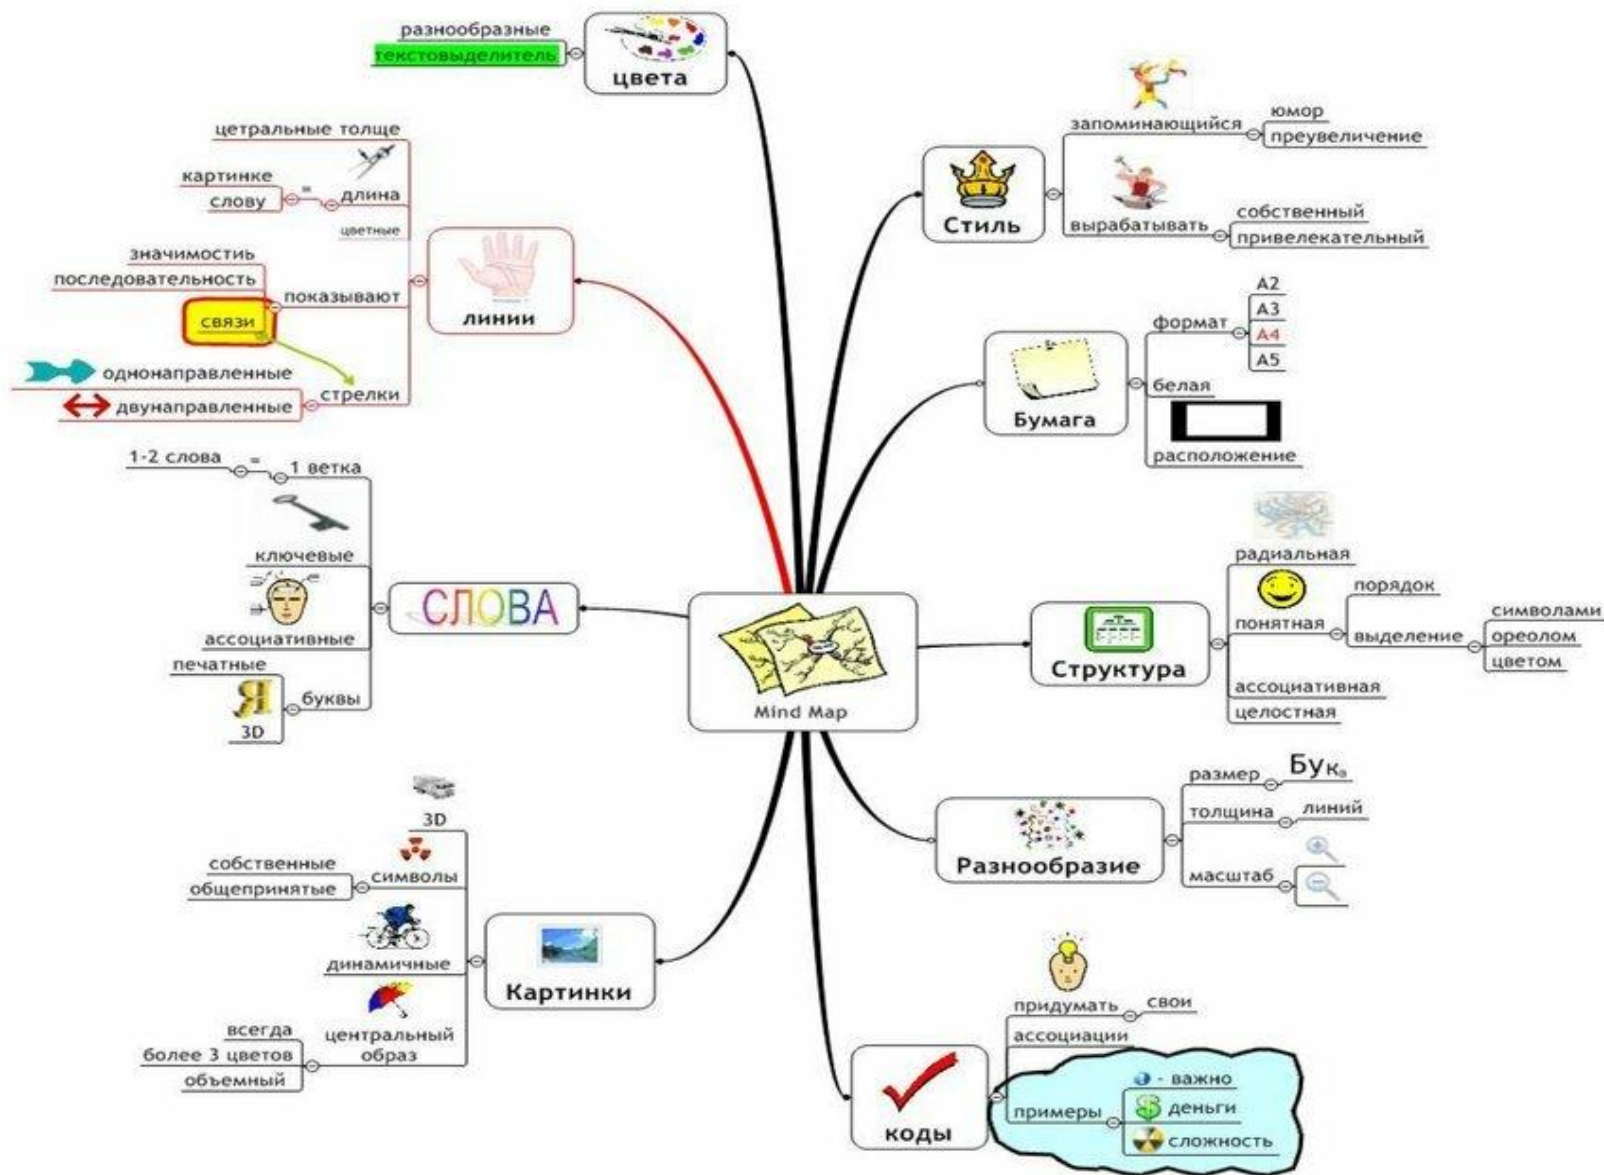 разнообразные
текстовыделитель
цвета
цетральные толще
картинке
слову
=
длина
цветные
значимостиь
последовательность
показывают
связи
однонаправленные
двунаправленные
стрелки
линии
1-2 слова
=
1 ветка
ключевые
ассоциативные
печатные
Я
3D
буквы
СЛОВА
3D
собственные
общепринятые
символы
динамичные
всегда
более 3 цветов
объемный
центральный
образ
Картинки
Mind Map
запоминающийся
юмор
преувеличение
Стиль
вырабатывать
собственный
привелекательный
Бумага
формат
A2
A3
A4
A5
белая
расположение
Структура
радиальная
понятная
порядок
выделение
символами
ореолом
цветом
ассоциативная
целостная
Разнообразие
размер
Букв
толщина
линий
масштаб
коды
придумать
свои
ассоциации
примеры
- важно
$ деньги
сложность